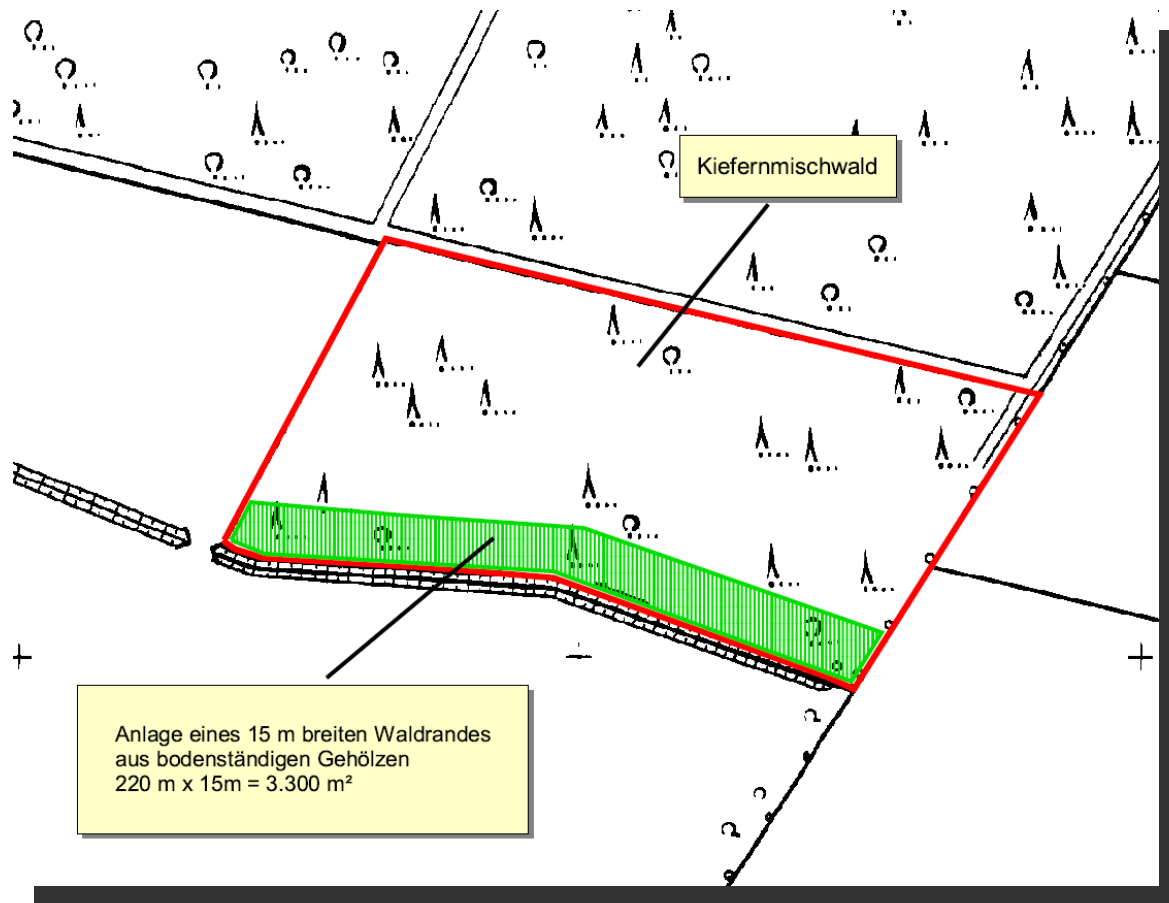 Kiefernmischwald
Anlage eines 15 m breiten Waldrandes
aus bodenständigen Gehölzen
220 m x 15m = 3.300 m²